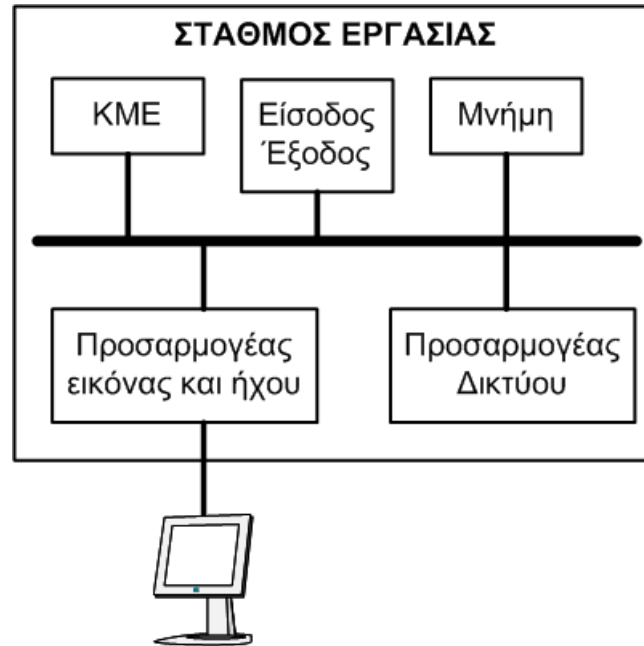 ΣΤΑΘΜΟΣ ΕΡΓΑΣΙΑΣ
ΚΜΕ
Είσοδος
Έξοδος
Μνήμη
Προσαρμογέας
εικόνας και ήχου
Προσαρμογέας
Δικτύου